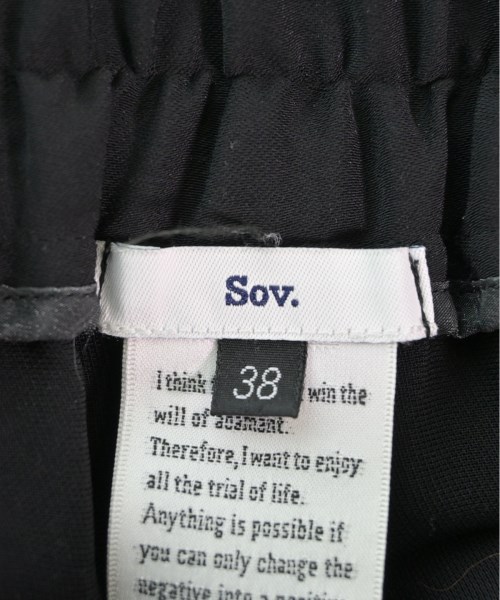 Sov.
38
I think win the
will of adamant.
Therefore, I want to enjoy
all the trial of life.
Anything is possible if
you can only change the
negative into a positive